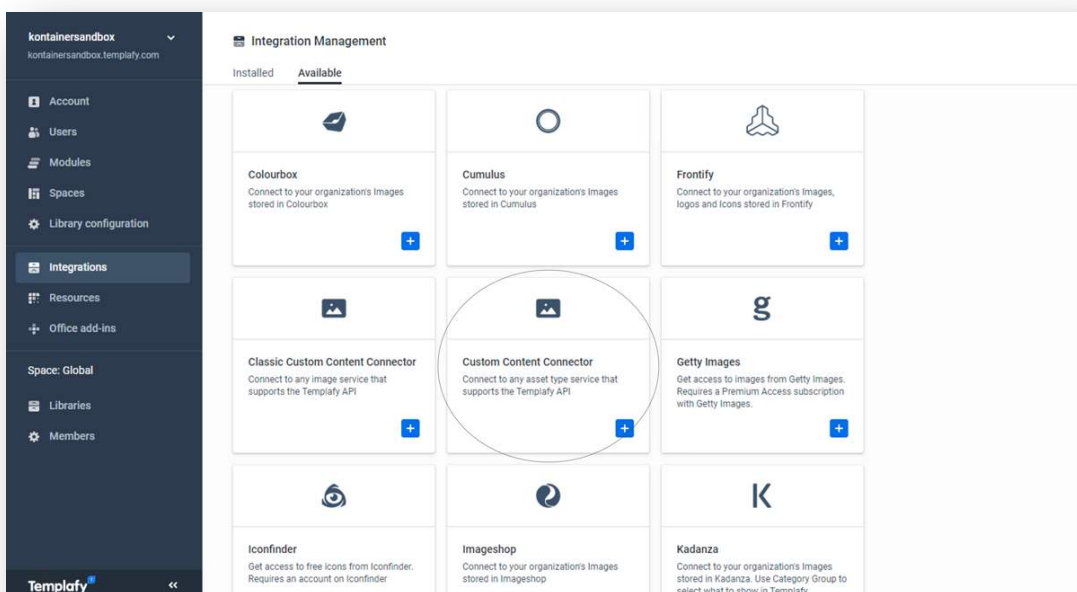 kontainersandbox
kontainersandbox.templafy.com
Account
Users
Modules
Spaces
Library configuration
Integrations
Resources
Office add-ins
Space: Global
Libraries
Members
Templafy
Integration Management
Installed Available
Colourbox
Connect to your organization's Images
stored in Colourbox
Cumulus
Connect to your organization's Images
stored in Cumulus
Frontify
Connect to your organization's Images,
logos and Icons stored in Frontify
Classic Custom Content Connector
Connect to any image service that
supports the Templafy API
Custom Content Connector
Connect to any asset type service that
supports the Templafy API
g
Getty Images
Get access to images from Getty Images.
Requires a Premium Access subscription
with Getty Images.
Iconfinder
Get access to free icons from Iconfinder.
Requires an account on Iconfinder
Imageshop
Connect to your organization's Images
stored in Imageshop
K
Kadanza
Connect to your organization's Images
stored in Kadanza. Use Category Group to
select what to show in Templafy